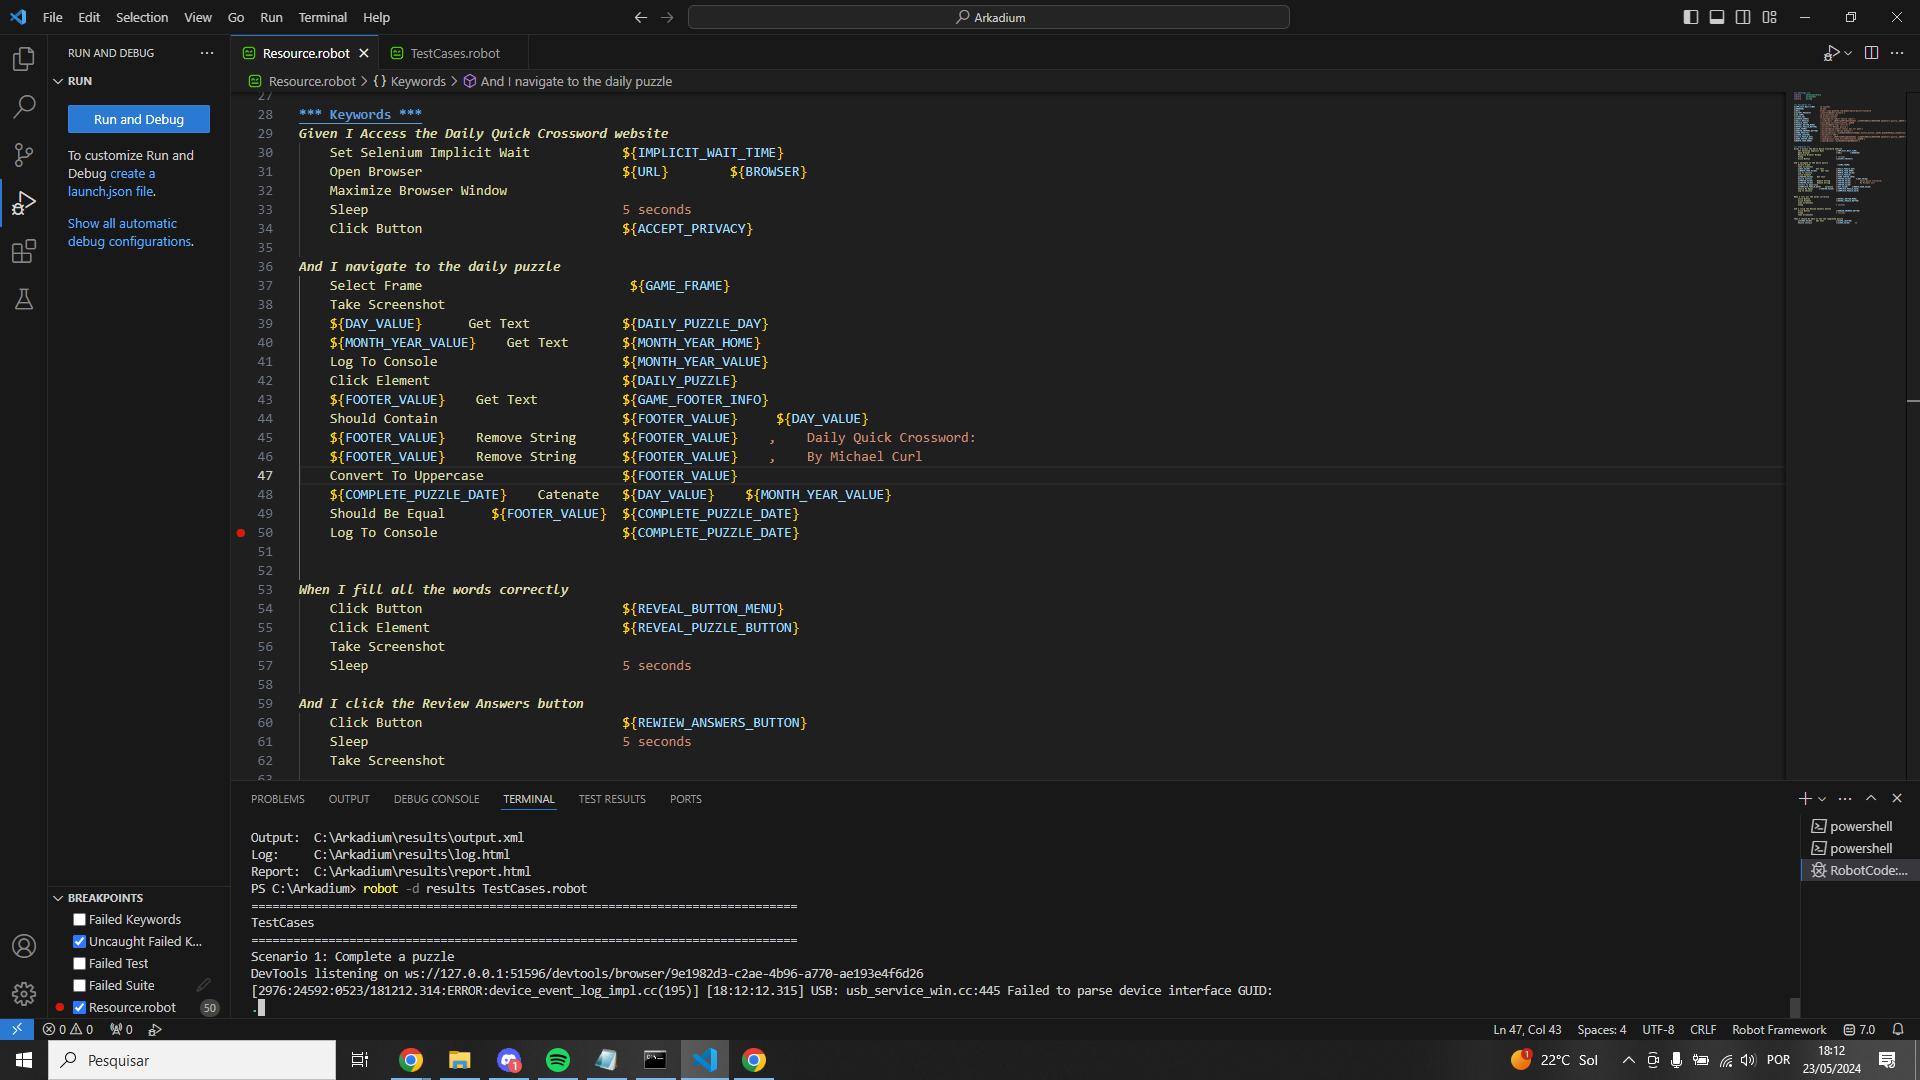 File Edit Selection View Go Run Terminal Help
Arkadium
RUN AND DEBUG
RUN
Run and Debug
To customize Run and
Debug create a
launch.json file.
Show all automatic
debug configurations.
Resource.robot
TestCases.robot
Resource.robot > {} Keywords > And I navigate to the daily puzzle
27
28 *** Keywords ***
29 Given I Access the Daily Quick Crossword website
30 Set Selenium Implicit Wait ${IMPLICIT_WAIT_TIME}
31 Open Browser ${URL} ${BROWSER}
32 Maximize Browser Window
33 Sleep 5 seconds
34 Click Button ${ACCEPT_PRIVACY}
35
36 And I navigate to the daily puzzle
37 Select Frame ${GAME_FRAME}
38 Take Screenshot
39 ${DAY_VALUE} Get Text ${DAILY_PUZZLE_DAY}
40 ${MONTH_YEAR_VALUE} Get Text ${MONTH_YEAR_HOME}
41 Log To Console ${MONTH_YEAR_VALUE}
42 Click Element ${DAILY_PUZZLE}
43 ${FOOTER_VALUE} Get Text ${GAME_FOOTER_INFO}
44 Should Contain ${FOOTER_VALUE} ${DAY_VALUE}
45 ${FOOTER_VALUE} Remove String ${FOOTER_VALUE} , Daily Quick Crossword:
46 ${FOOTER_VALUE} Remove String ${FOOTER_VALUE} , By Michael Curl
47 Convert To Uppercase ${FOOTER_VALUE}
48 ${COMPLETE_PUZZLE_DATE} Catenate ${DAY_VALUE} ${MONTH_YEAR_VALUE}
49 Should Be Equal ${FOOTER_VALUE} ${COMPLETE_PUZZLE_DATE}
50 Log To Console ${COMPLETE_PUZZLE_DATE}
51
52
53 When I fill all the words correctly
54 Click Button ${REVEAL_BUTTON_MENU}
55 Click Element ${REVEAL_PUZZLE_BUTTON}
56 Take Screenshot
57 Sleep 5 seconds
58
59 And I click the Review Answers button
60 Click Button ${REWIEW_ANSWERS_BUTTON}
61 Sleep 5 seconds
62 Take Screenshot
63
BREAKPOINTS
Failed Keywords
Uncaught Failed K...
Failed Test
Failed Suite
Resource.robot 50
PROBLEMS OUTPUT DEBUG CONSOLE TERMINAL TEST RESULTS PORTS
Output: C:\Arkadium\results\output.xml
Log: C:\Arkadium\results\log.html
Report: C:\Arkadium\results\report.html
PS C:\Arkadium> robot -d results TestCases.robot
==============================================================================
TestCases
==============================================================================
Scenario 1: Complete a puzzle
DevTools listening on ws://127.0.0.1:51596/devtools/browser/9e1982d3-c2ae-4b96-a770-ae193e4f6d26
[2976:24592:0523/181212.314:ERROR:device_event_log_impl.cc(195)] [18:12:12.315] USB: usb_service_win.cc:445 Failed to parse device interface GUID:
.
powershell
powershell
RobotCode:...
0 0 0
Ln 47, Col 43 Spaces: 4 UTF-8 CRLF Robot Framework 7.0
Pesquisar
1
1
22°C Sol
POR
18:12
23/05/2024